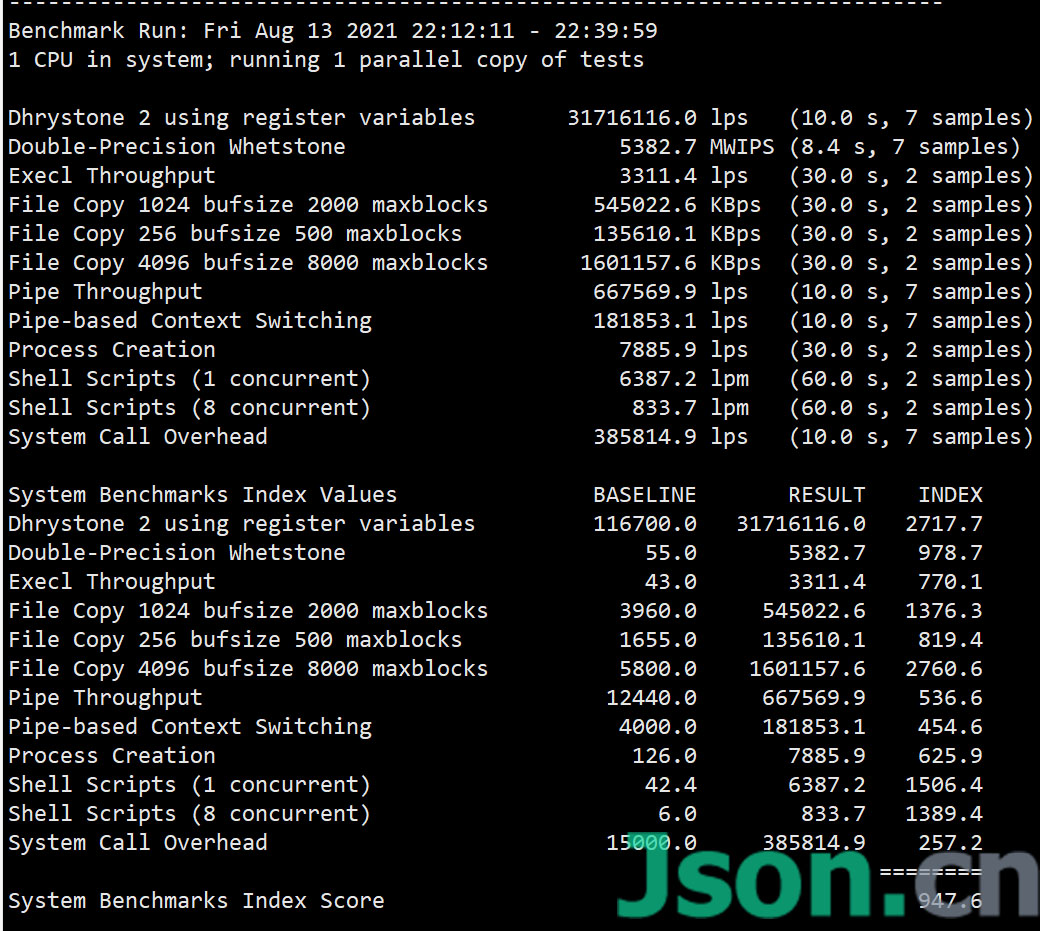 --------------------------------------------------------------------------
Benchmark Run: Fri Aug 13 2021 22:12:11 - 22:39:59
1 CPU in system; running 1 parallel copy of tests
Dhrystone 2 using register variables 31716116.0 lps (10.0 s, 7 samples)
Double-Precision Whetstone 5382.7 MWIPS (8.4 s, 7 samples)
Execl Throughput 3311.4 lps (30.0 s, 2 samples)
File Copy 1024 bufsize 2000 maxblocks 545022.6 KBps (30.0 s, 2 samples)
File Copy 256 bufsize 500 maxblocks 135610.1 KBps (30.0 s, 2 samples)
File Copy 4096 bufsize 8000 maxblocks 1601157.6 KBps (30.0 s, 2 samples)
Pipe Throughput 667569.9 lps (10.0 s, 7 samples)
Pipe-based Context Switching 181853.1 lps (10.0 s, 7 samples)
Process Creation 7885.9 lps (30.0 s, 2 samples)
Shell Scripts (1 concurrent) 6387.2 lpm (60.0 s, 2 samples)
Shell Scripts (8 concurrent) 833.7 lpm (60.0 s, 2 samples)
System Call Overhead 385814.9 lps (10.0 s, 7 samples)
System Benchmarks Index Values BASELINE RESULT INDEX
Dhrystone 2 using register variables 116700.0 31716116.0 2717.7
Double-Precision Whetstone 55.0 5382.7 978.7
Execl Throughput 43.0 3311.4 770.1
File Copy 1024 bufsize 2000 maxblocks 3960.0 545022.6 1376.3
File Copy 256 bufsize 500 maxblocks 1655.0 135610.1 819.4
File Copy 4096 bufsize 8000 maxblocks 5800.0 1601157.6 2760.6
Pipe Throughput 12440.0 667569.9 536.6
Pipe-based Context Switching 4000.0 181853.1 454.6
Process Creation 126.0 7885.9 625.9
Shell Scripts (1 concurrent) 42.4 6387.2 1506.4
Shell Scripts (8 concurrent) 6.0 833.7 1389.4
System Call Overhead 15000.0 385814.9 257.2
========
System Benchmarks Index Score 947.6
Json.cn